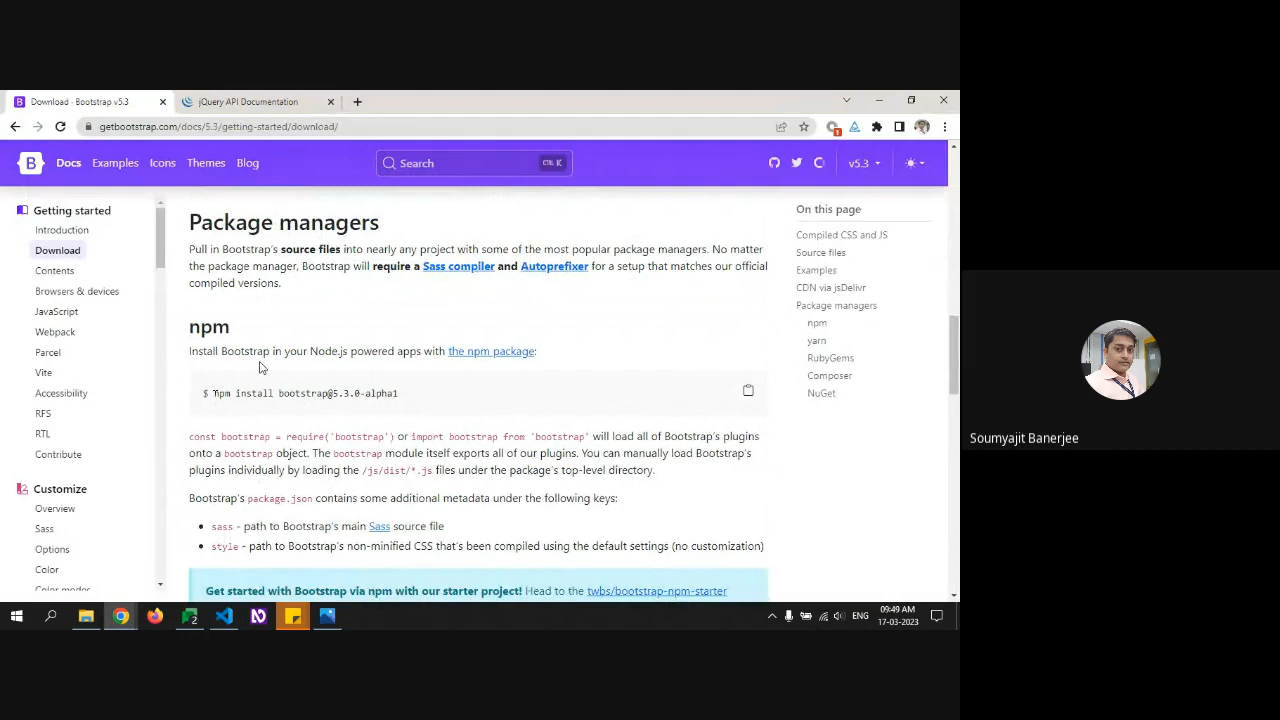 Download · Bootstrap v5.3
jQuery API Documentation
getbootstrap.com/docs/5.3/getting-started/download/
B Docs Examples Icons Themes Blog
Search CTRL K
v5.3
Getting started
Introduction
Download
Contents
Browsers & devices
JavaScript
Webpack
Parcel
Vite
Accessibility
RFS
RTL
Contribute
Customize
Overview
Sass
Options
Color
Color modes
Package managers
Pull in Bootstrap's source files into nearly any project with some of the most popular package managers. No matter
the package manager, Bootstrap will require a Sass compiler and Autoprefixer for a setup that matches our official
compiled versions.
npm
Install Bootstrap in your Node.js powered apps with the npm package:
$ npm install bootstrap@5.3.0-alpha1
const bootstrap = require('bootstrap') or import bootstrap from 'bootstrap' will load all of Bootstrap's plugins
onto a bootstrap object. The bootstrap module itself exports all of our plugins. You can manually load Bootstrap's
plugins individually by loading the /js/dist/*.js files under the package's top-level directory.
Bootstrap's package.json contains some additional metadata under the following keys:
• sass - path to Bootstrap's main Sass source file
• style - path to Bootstrap's non-minified CSS that's been compiled using the default settings (no customization)
Get started with Bootstrap via npm with our starter project! Head to the twbs/bootstrap-npm-starter
On this page
Compiled CSS and JS
Source files
Examples
CDN via jsDelivr
Package managers
npm
yarn
RubyGems
Composer
NuGet
Soumyajit Banerjee
ENG
09:49 AM
17-03-2023